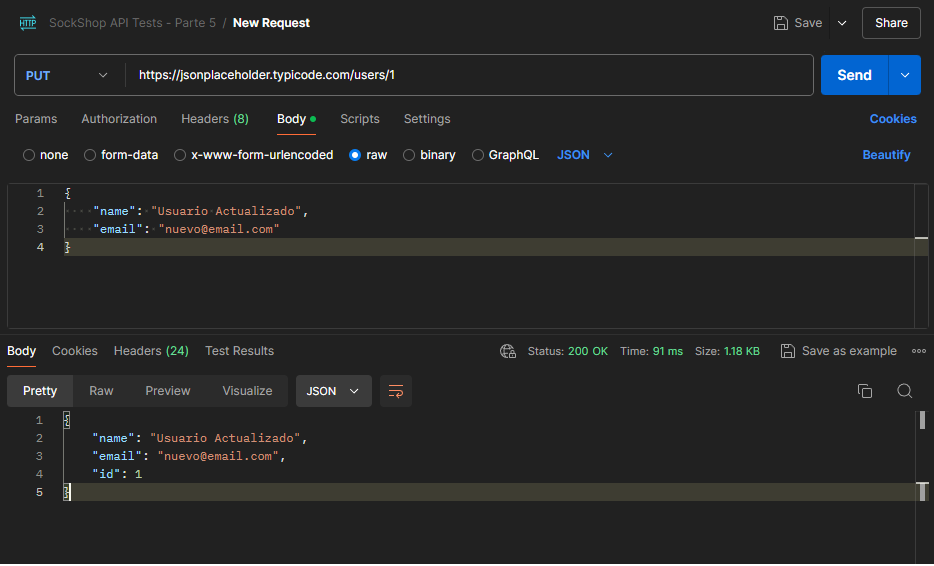 HTTP SockShop API Tests - Parte 5 / New Request Save Share
PUT https://jsonplaceholder.typicode.com/users/1 Send
Params Authorization Headers (8) Body Scripts Settings Cookies
none form-data x-www-form-urlencoded raw binary GraphQL JSON Beautify
1 {
2 "name": "Usuario Actualizado",
3 "email": "nuevo@email.com"
4 }
Body Cookies Headers (24) Test Results Status: 200 OK Time: 91 ms Size: 1.18 KB Save as example
Pretty Raw Preview Visualize JSON
1 {
2 "name": "Usuario Actualizado",
3 "email": "nuevo@email.com",
4 "id": 1
5 }